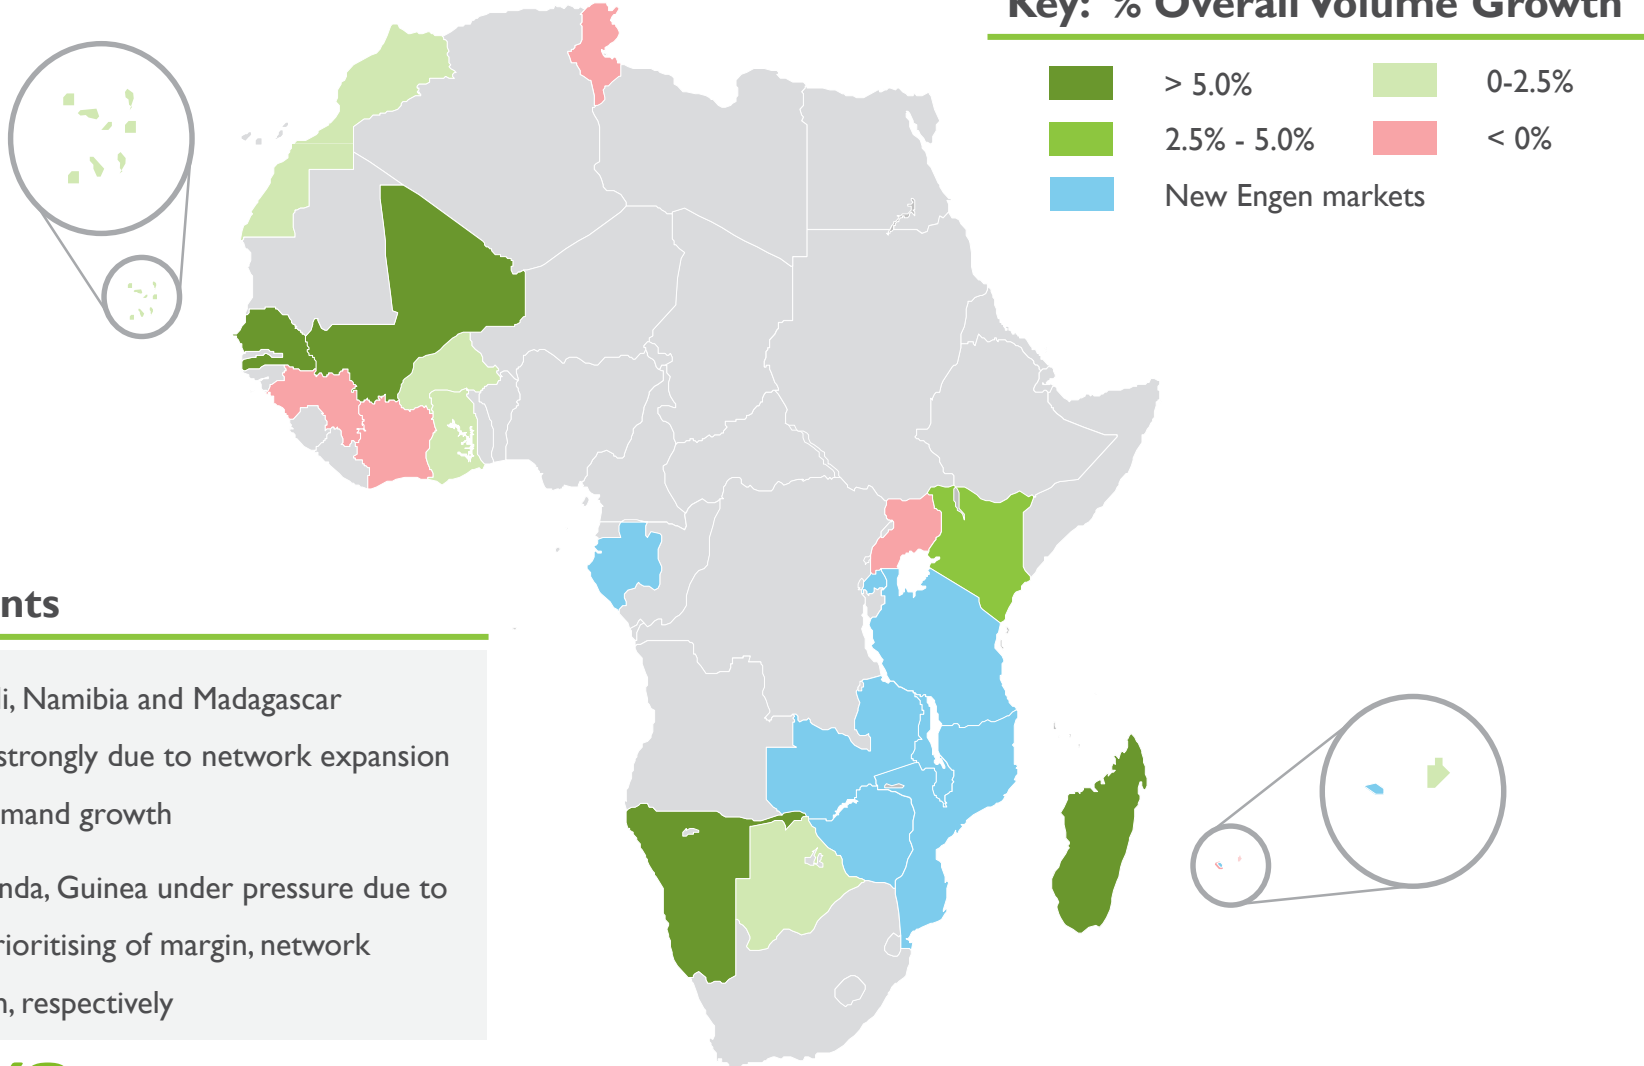 Key: % Overall Volume Growth
> 5.0%
0-2.5%
2.5% - 5.0%
< 0%
New Engen markets
nts
li, Namibia and Madagascar
strongly due to network expansion
mand growth
nda, Guinea under pressure due to
rioritising of margin, network
n, respectively